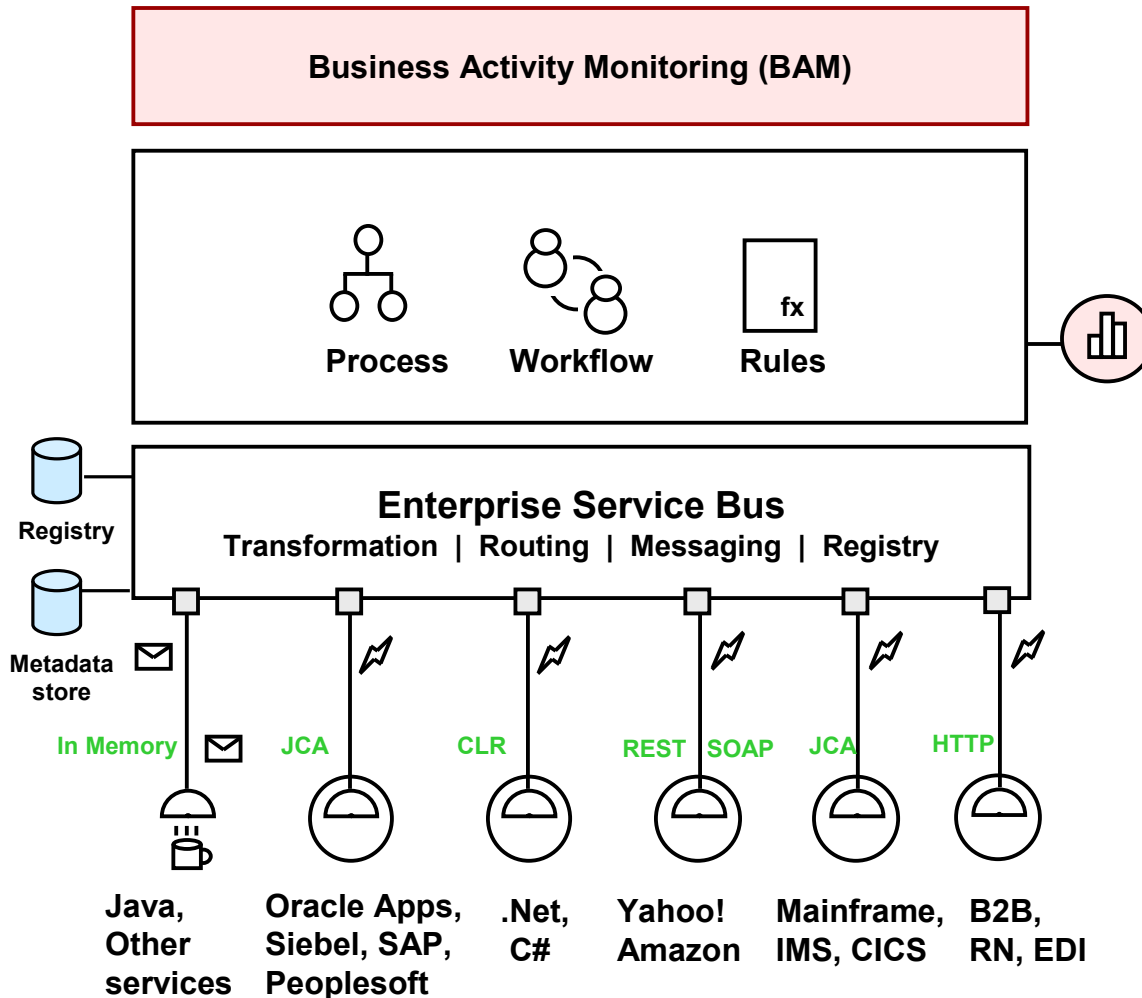 Business Activity Monitoring (BAM)
fx
Process
Workflow
Rules
Registry
Enterprise Service Bus
Transformation | Routing | Messaging | Registry
Metadata
store
In Memory
JCA
CLR
REST
SOAP
JCA
HTTP
Java,
Other
services
Oracle Apps,
Siebel, SAP,
Peoplesoft
.Net,
C#
Yahoo!
Amazon
Mainframe,
IMS, CICS
B2B,
RN, EDI